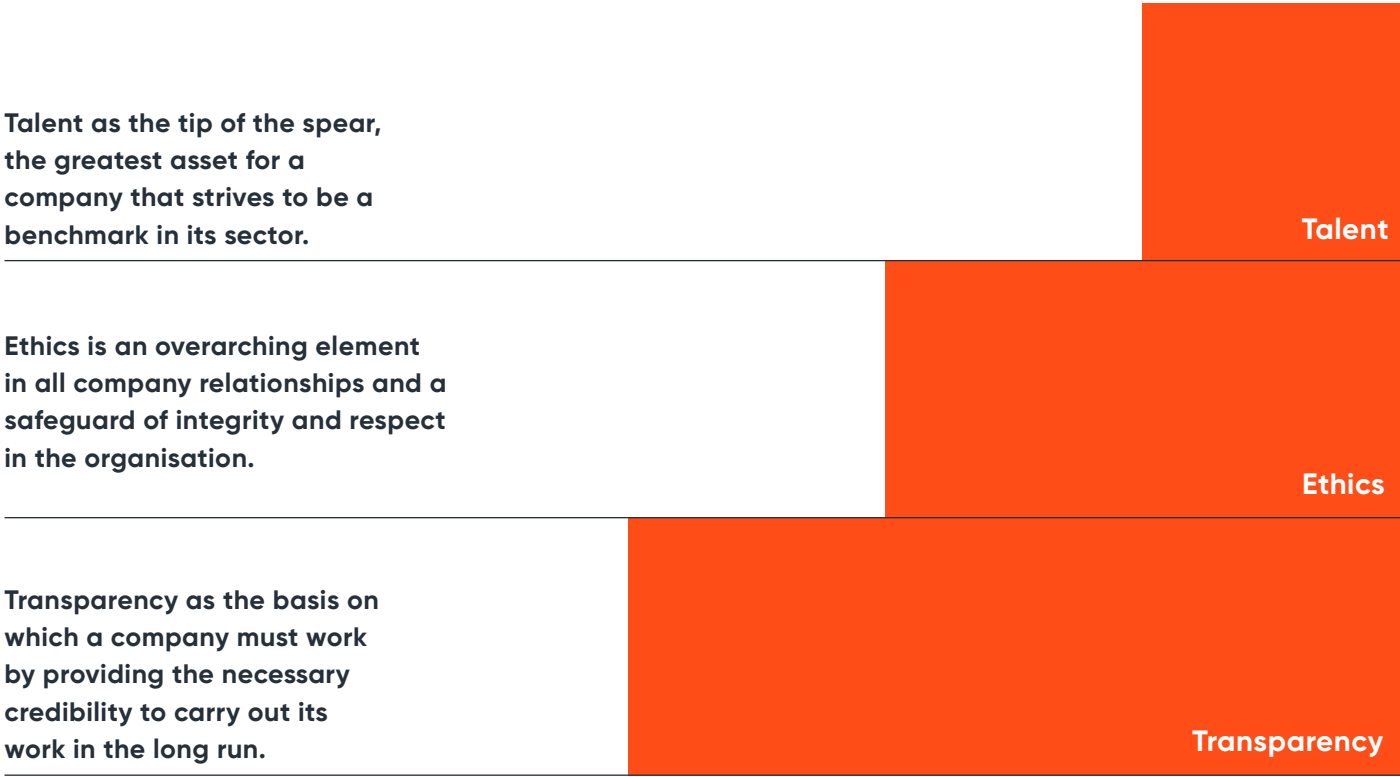 Talent as the tip of the spear,
the greatest asset for a
company that strives to be a
benchmark in its sector.
Talent
Ethics is an overarching element
in all company relationships and a
safeguard of integrity and respect
in the organisation.
Ethics
Transparency as the basis on
which a company must work
by providing the necessary
credibility to carry out its
work in the long run.
Transparency